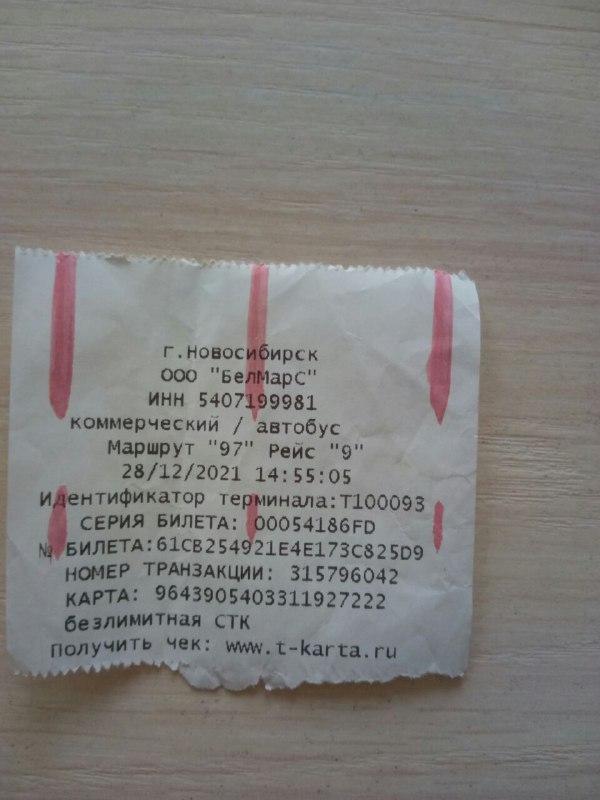 г.Новосибирск
ООО "БелМарС"
ИНН 5407199981
коммерческий / автобус
Маршрут "97" Рейс "9"
28/12/2021 14:55:05
Идентификатор терминала:Т100093
СЕРИЯ БИЛЕТА: 00054186FD
№ БИЛЕТА:61CB254921E4E173C825D9
НОМЕР ТРАНЗАКЦИИ: 315796042
КАРТА: 9643905403311927222
безлимитная СТК
Получить чек: www.t-karta.ru